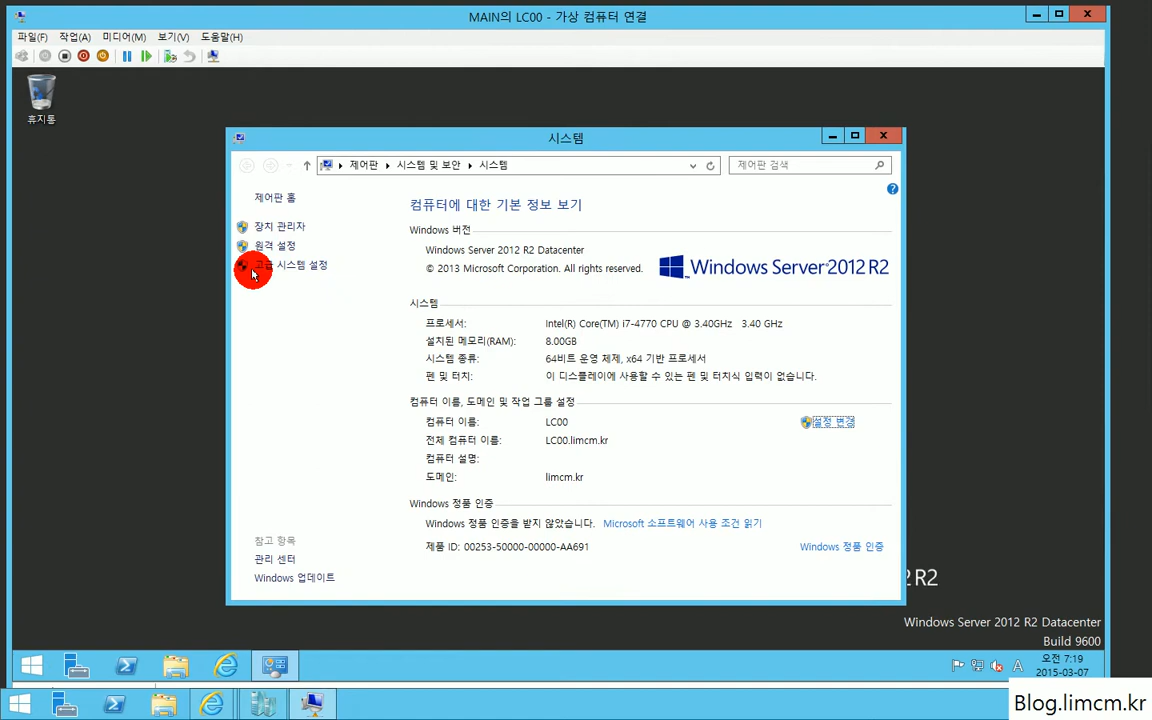 MAIN의 LC00 - 가상 컴퓨터 연결
파일(F) 작업(A) 미디어(M) 보기(V) 도움말(H)
휴지통
시스템
제어판 시스템 및 보안 시스템
제어판 검색
제어판 홈
장치 관리자
원격 설정
고급 시스템 설정
컴퓨터에 대한 기본 정보 보기
Windows 버전
Windows Server 2012 R2 Datacenter
© 2013 Microsoft Corporation. All rights reserved.
Windows Server 2012 R2
시스템
프로세서: Intel(R) Core(TM) i7-4770 CPU @ 3.40GHz 3.40 GHz
설치된 메모리(RAM): 8.00GB
시스템 종류: 64비트 운영 체제, x64 기반 프로세서
펜 및 터치: 이 디스플레이에 사용할 수 있는 펜 및 터치식 입력이 없습니다.
컴퓨터 이름, 도메인 및 작업 그룹 설정
컴퓨터 이름: LC00
설정 변경
전체 컴퓨터 이름: LC00.limcm.kr
컴퓨터 설명:
도메인: limcm.kr
Windows 정품 인증
Windows 정품 인증을 받지 않았습니다. Microsoft 소프트웨어 사용 조건 읽기
제품 ID: 00253-50000-00000-AA691
Windows 정품 인증
참고 항목
관리 센터
Windows 업데이트
2 R2
Windows Server 2012 R2 Datacenter
Build 9600
A
오전 7:19
2015-03-07
Blog.limcm.kr